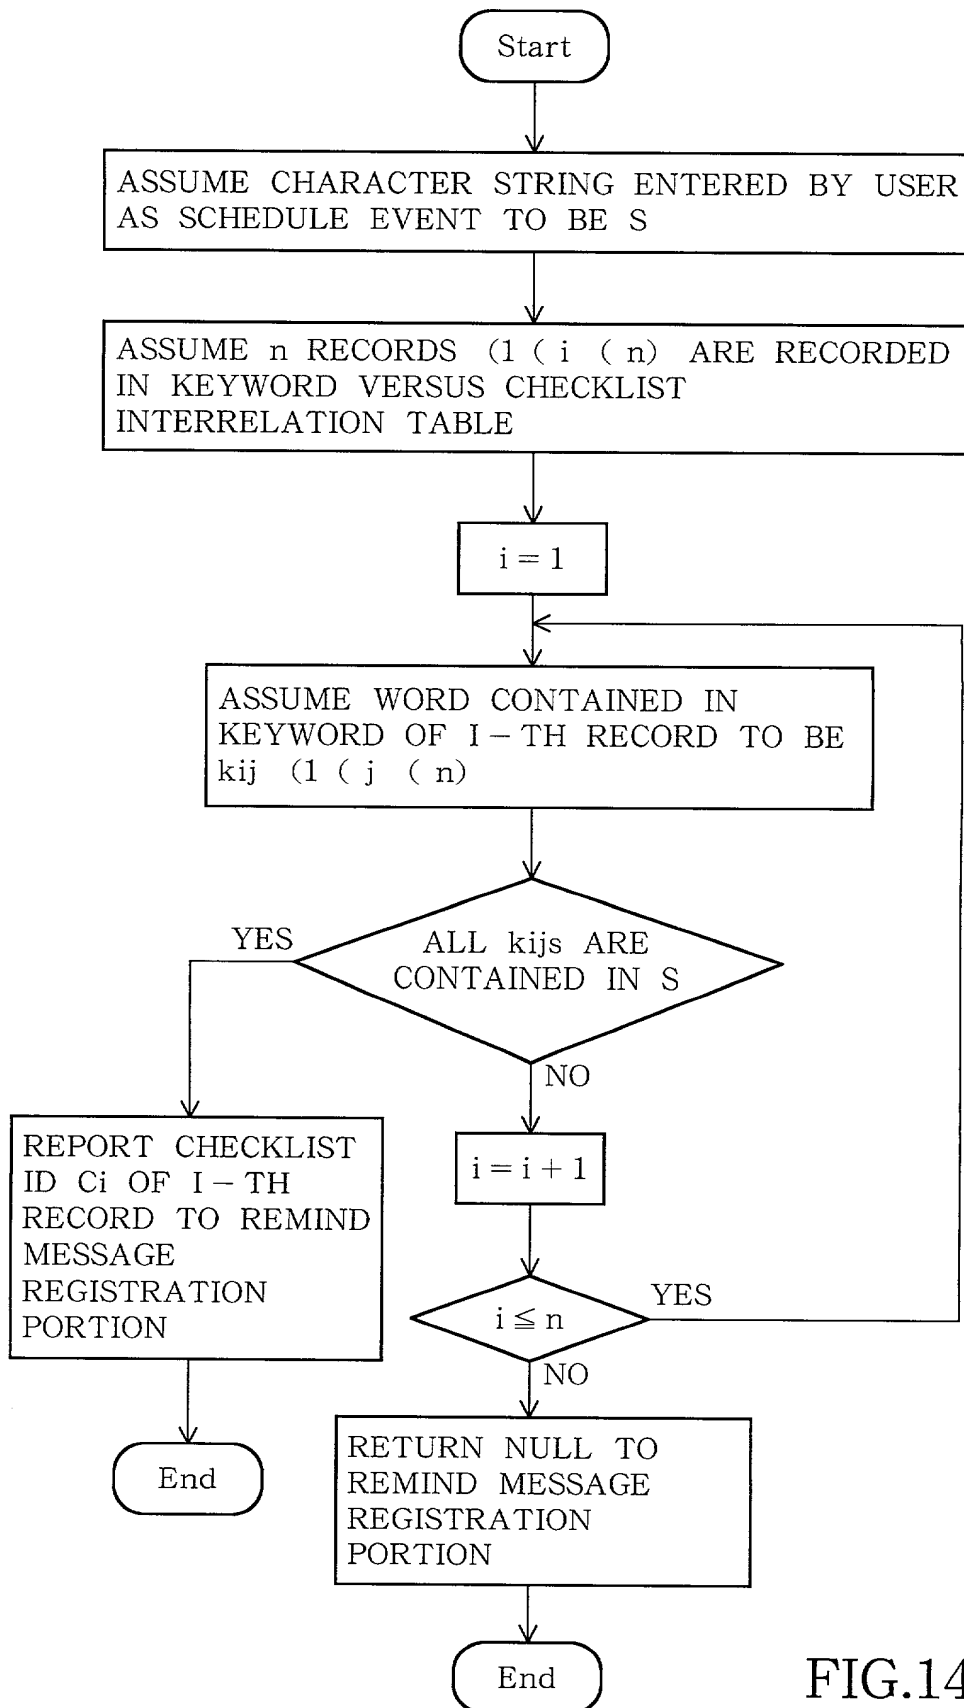 Start
ASSUME CHARACTER STRING ENTERED BY USER
AS SCHEDULE EVENT TO BE S
ASSUME n RECORDS (1 ( i ( n) ARE RECORDED
IN KEYWORD VERSUS CHECKLIST
INTERRELATION TABLE
i = 1
ASSUME WORD CONTAINED IN
KEYWORD OF I-TH RECORD TO BE
kij (1 ( j ( n)
YES
ALL kijs ARE
CONTAINED IN S
NO
REPORT CHECKLIST
ID Ci OF I-TH
RECORD TO REMIND
MESSAGE
REGISTRATION
PORTION
End
i = i + 1
i ≦ n
YES
NO
RETURN NULL TO
REMIND MESSAGE
REGISTRATION
PORTION
End
FIG.14